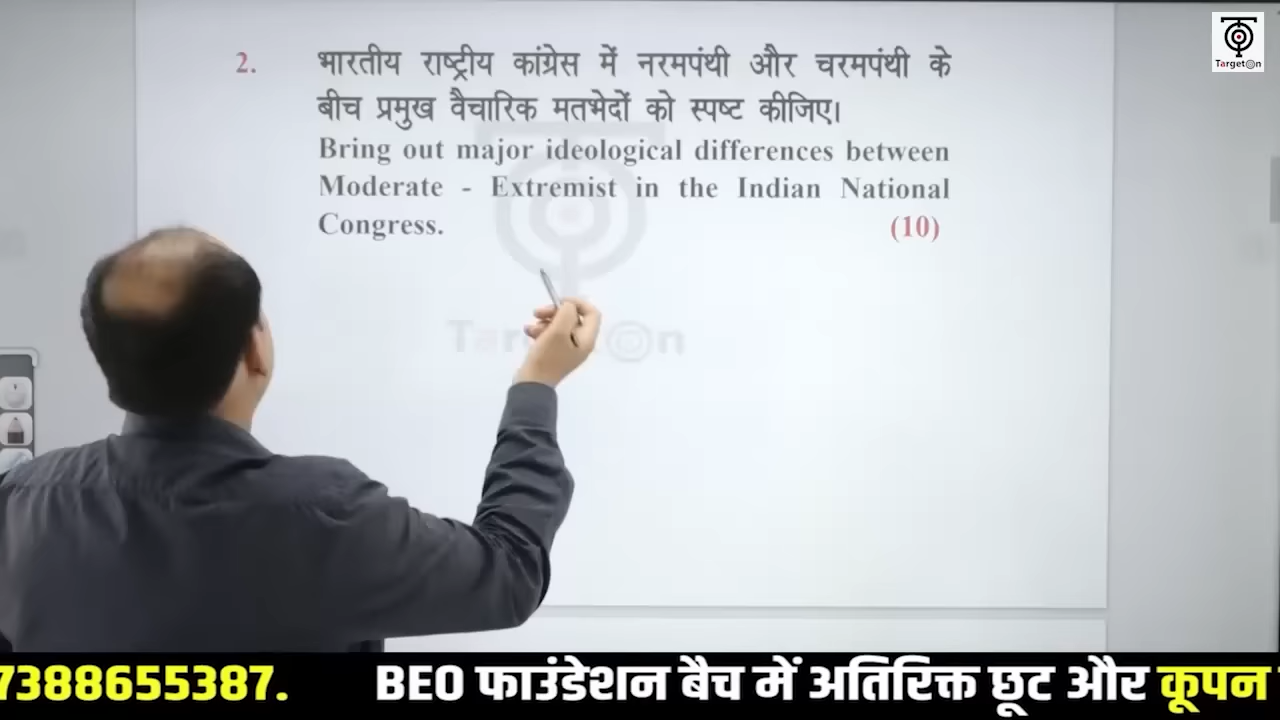 Target@n
2. भारतीय राष्ट्रीय कांग्रेस में नरमपंथी और चरमपंथी के
बीच प्रमुख वैचारिक मतभेदों को स्पष्ट कीजिए।
Bring out major ideological differences between
Moderate - Extremist in the Indian National
Congress. (10)
Target@n
7388655387. BEO फाउंडेशन बैच में अतिरिक्त छूट और कूपन